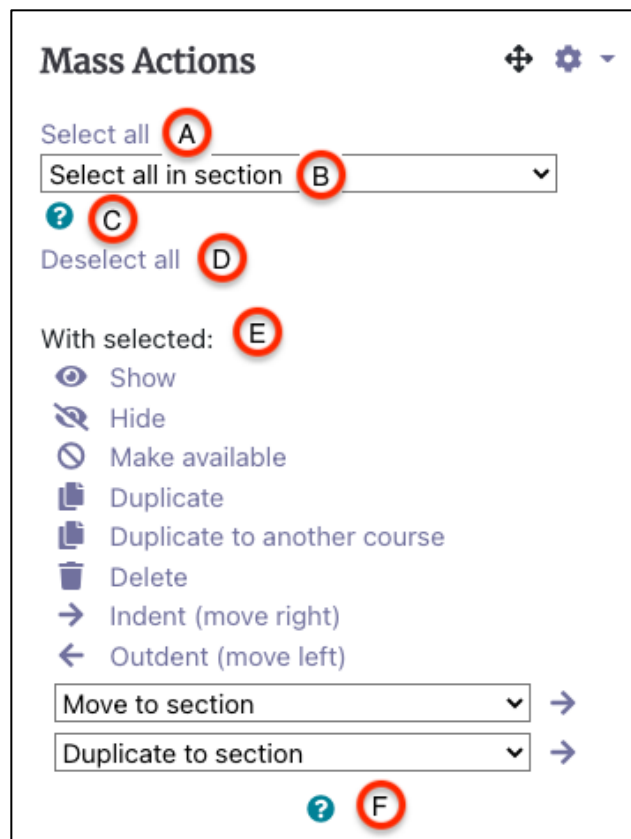 Mass Actions
Select all A
Select all in section B
? C
Deselect all D
With selected: E
Show
Hide
Make available
Duplicate
Duplicate to another course
Delete
Indent (move right)
Outdent (move left)
Move to section
Duplicate to section
? F